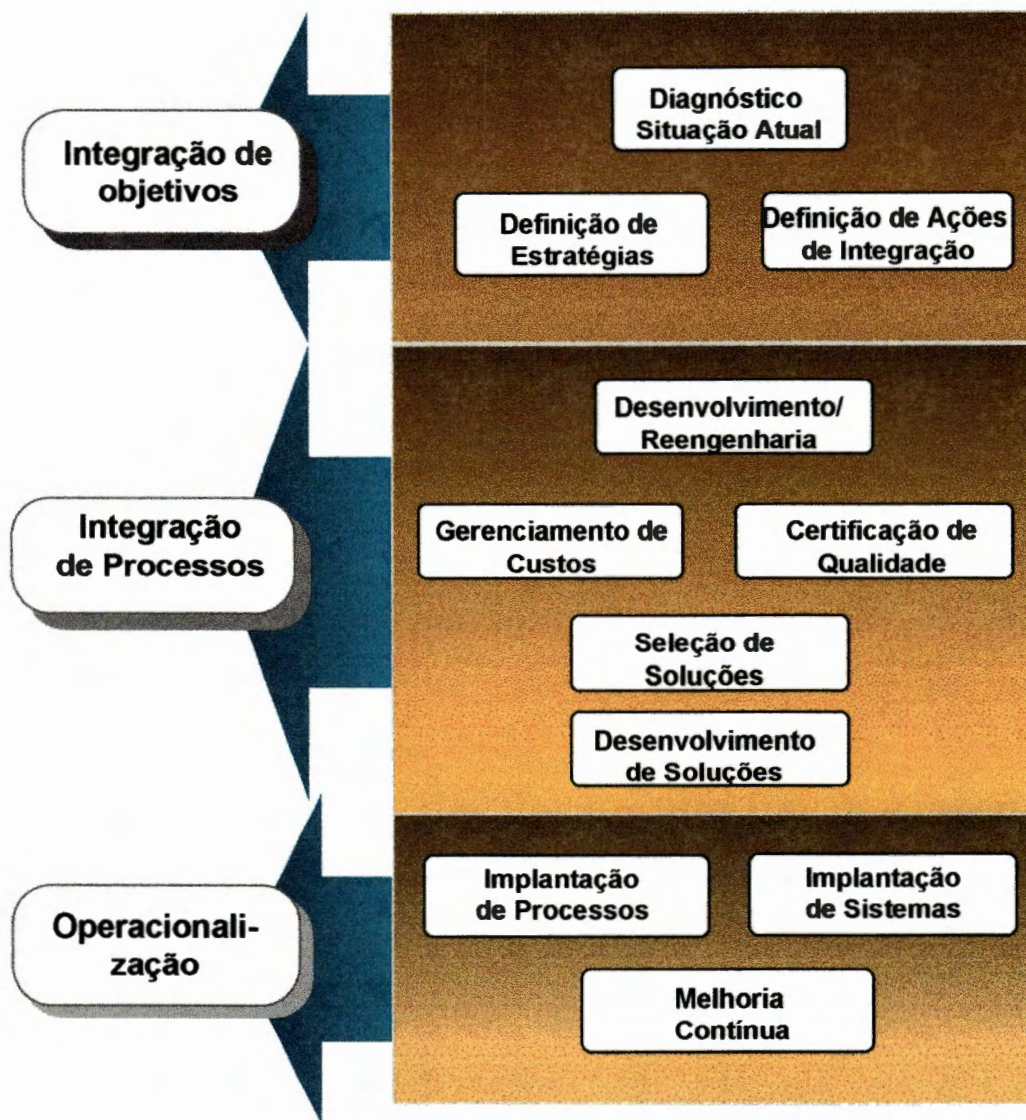 Integração de
objetivos
Diagnóstico
Situação Atual
Definição de
Estratégias
Definição de Ações
de Integração
Integração
de Processos
Desenvolvimento/
Reengenharia
Gerenciamento de
Custos
Certificação de
Qualidade
Seleção de
Soluções
Desenvolvimento
de Soluções
Operacionali-
zação
Implantação
de Processos
Implantação
de Sistemas
Melhoria
Contínua